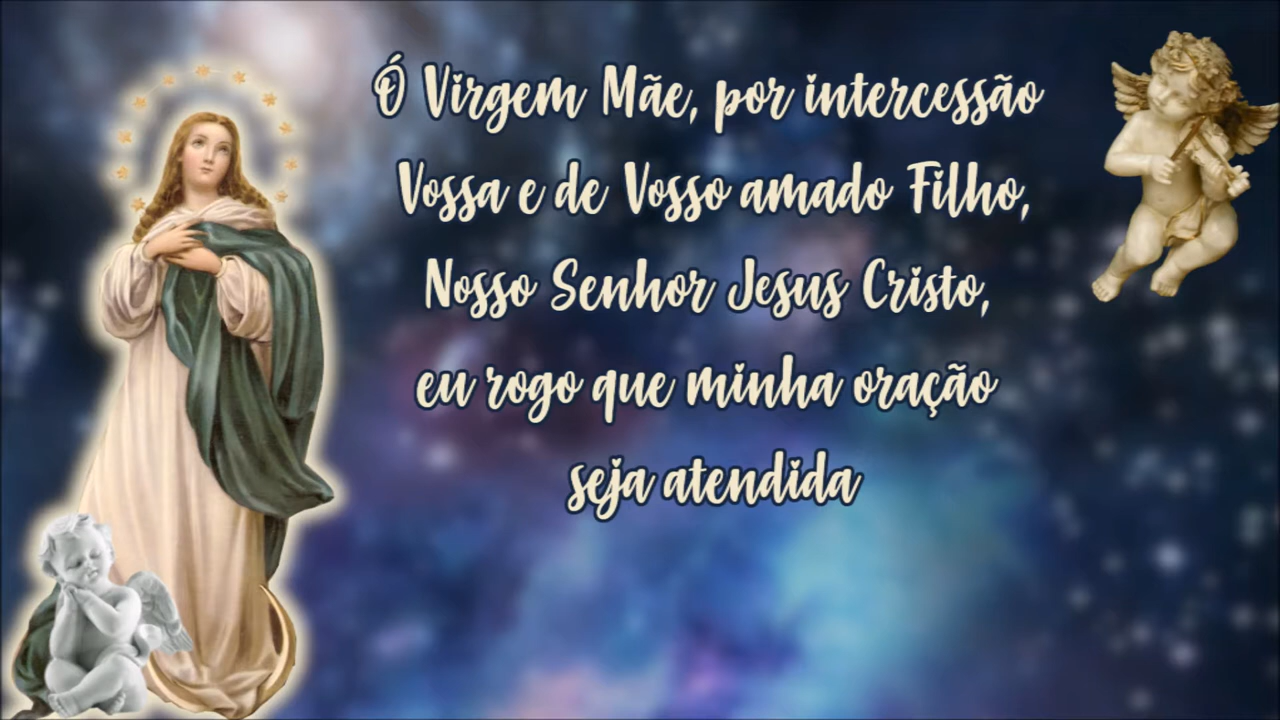 Ó Virgem Mãe, por intercessão
Vossa e de Vosso amado Filho,
Nosso Senhor Jesus Cristo,
eu rogo que minha oração
seja atendida